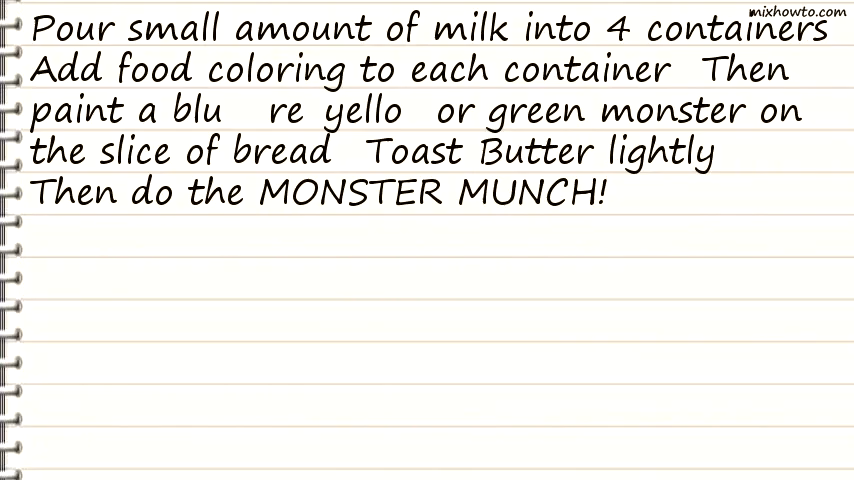 mixhowto.com
Pour small amount of milk into 4 containers
Add food coloring to each container Then
paint a blu re yello or green monster on
the slice of bread Toast Butter lightly
Then do the MONSTER MUNCH!